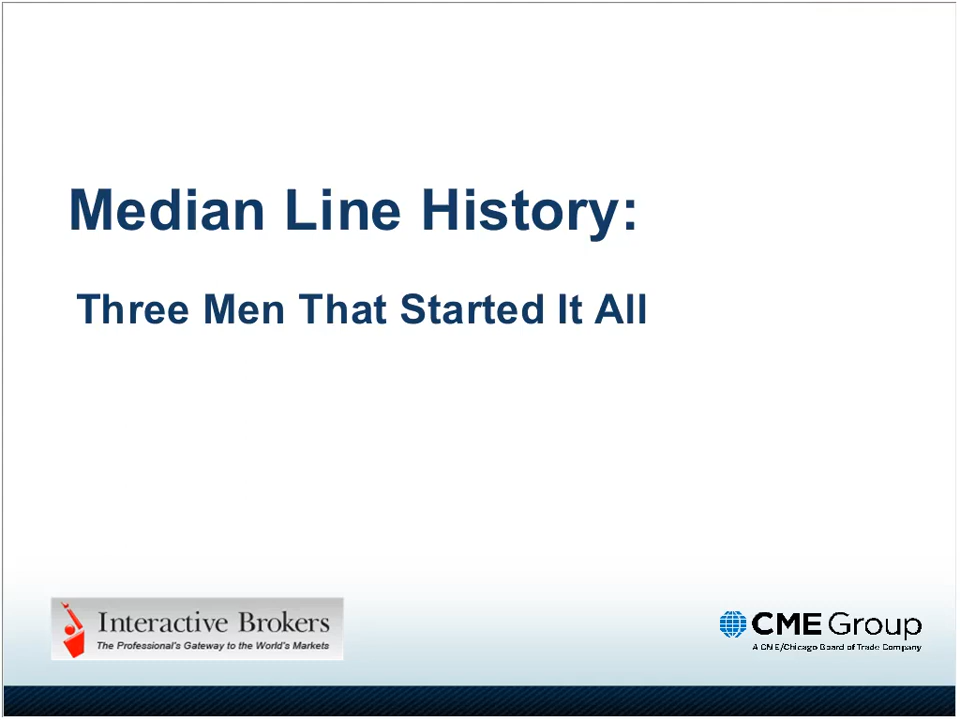 Median Line History:
Three Men That Started It All
Interactive Brokers
The Professional's Gateway to the World's Markets
CME Group
A CME/Chicago Board of Trade Company